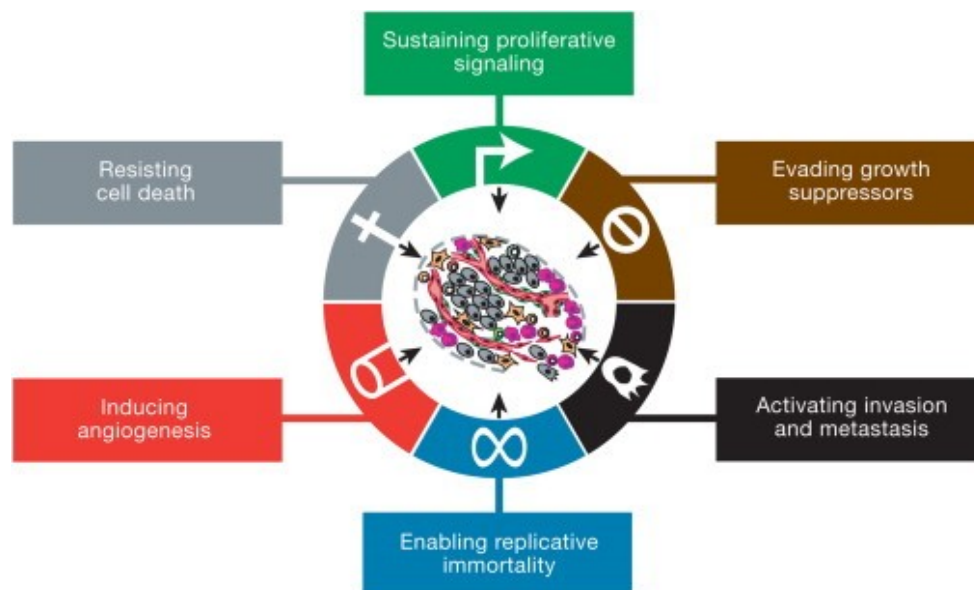 Sustaining proliferative
signaling
Resisting
cell death
Evading growth
suppressors
Inducing
angiogenesis
Activating invasion
and metastasis
Enabling replicative
immortality